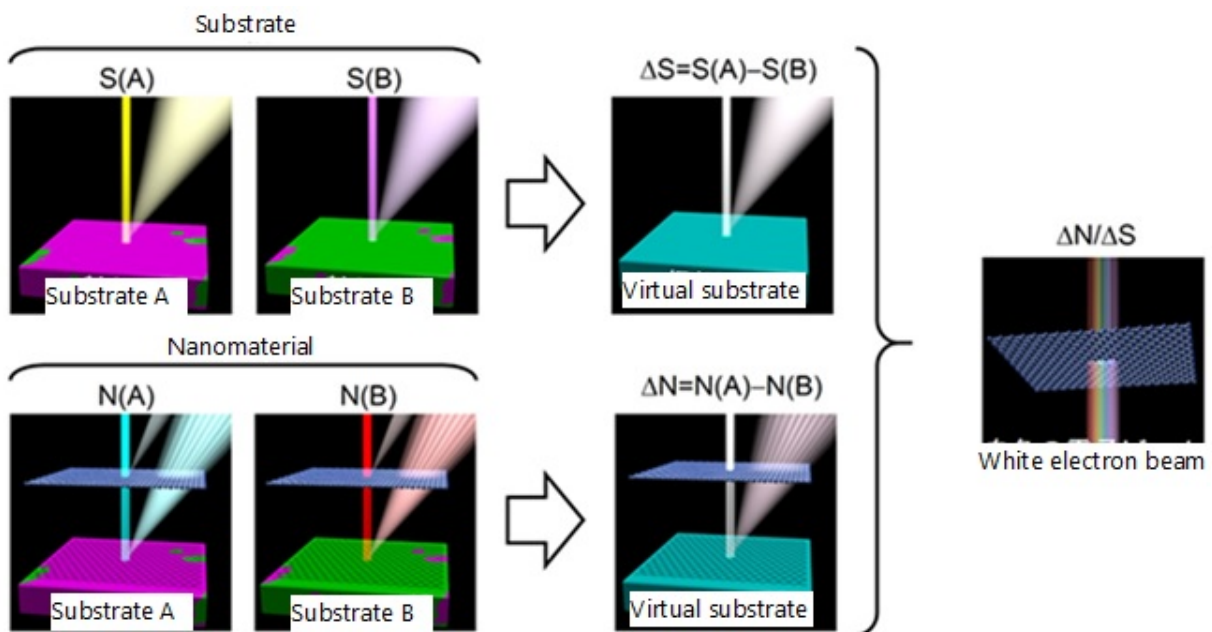 Substrate
S(A)
S(B)
ΔS=S(A)–S(B)
Substrate A
Substrate B
Virtual substrate
ΔN/ΔS
White electron beam
Nanomaterial
N(A)
N(B)
ΔN=N(A)–N(B)
Substrate A
Substrate B
Virtual substrate